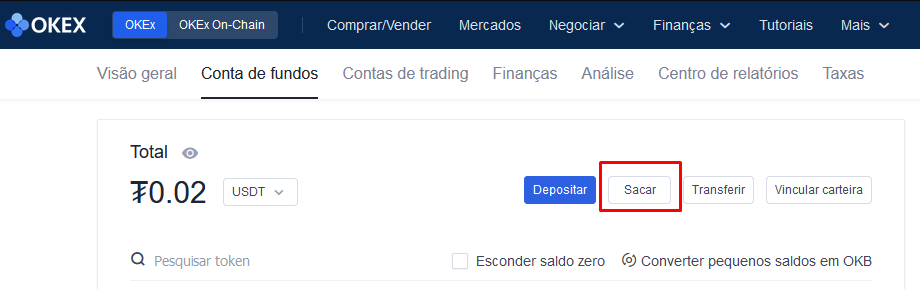 OKEX OKEx OKEx On-Chain Comprar/Vender Mercados Negociar Finanças Tutoriais Mais
Visão geral Conta de fundos Contas de trading Finanças Análise Centro de relatórios Taxas
Total
₮0.02 USDT Depositar Sacar Transferir Vincular carteira
Pesquisar token Esconder saldo zero Converter pequenos saldos em OKB